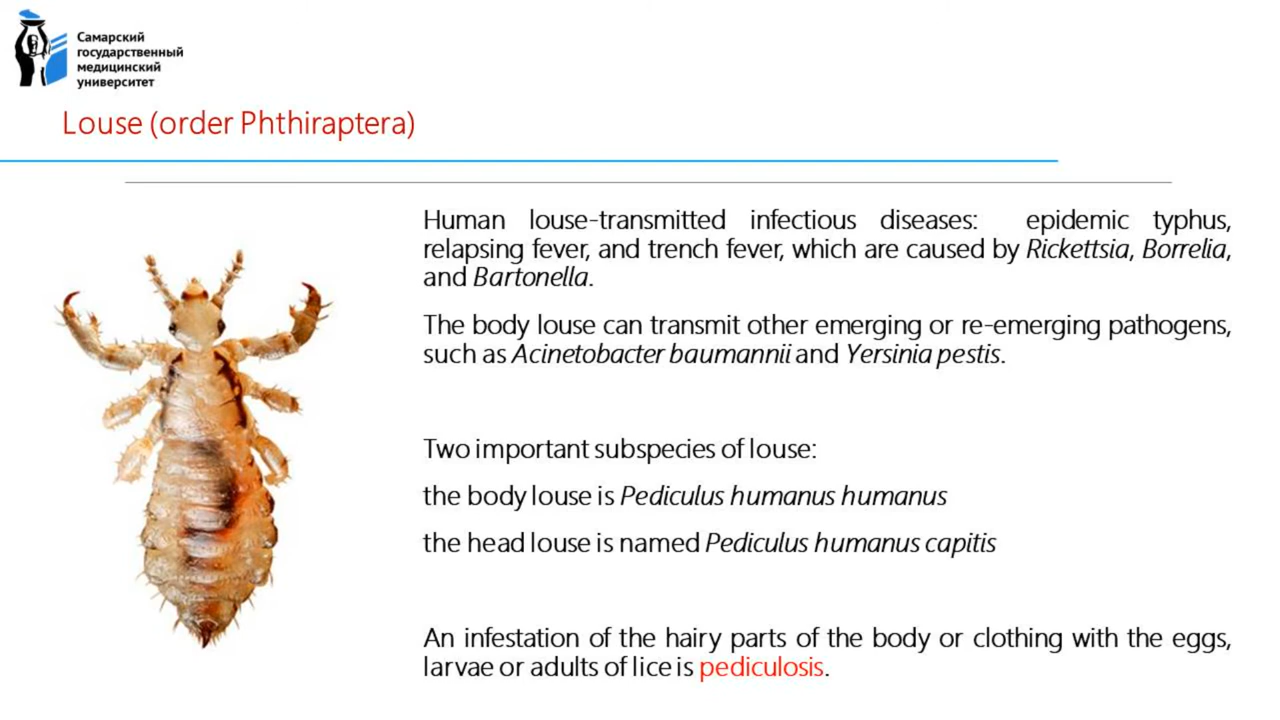 Самарский
государственный
медицинский
университет
Louse (order Phthiraptera)
Human louse-transmitted infectious diseases: epidemic typhus,
relapsing fever, and trench fever, which are caused by Rickettsia, Borrelia,
and Bartonella.
The body louse can transmit other emerging or re-emerging pathogens,
such as Acinetobacter baumannii and Yersinia pestis.
Two important subspecies of louse:
the body louse is Pediculus humanus humanus
the head louse is named Pediculus humanus capitis
An infestation of the hairy parts of the body or clothing with the eggs,
larvae or adults of lice is pediculosis.